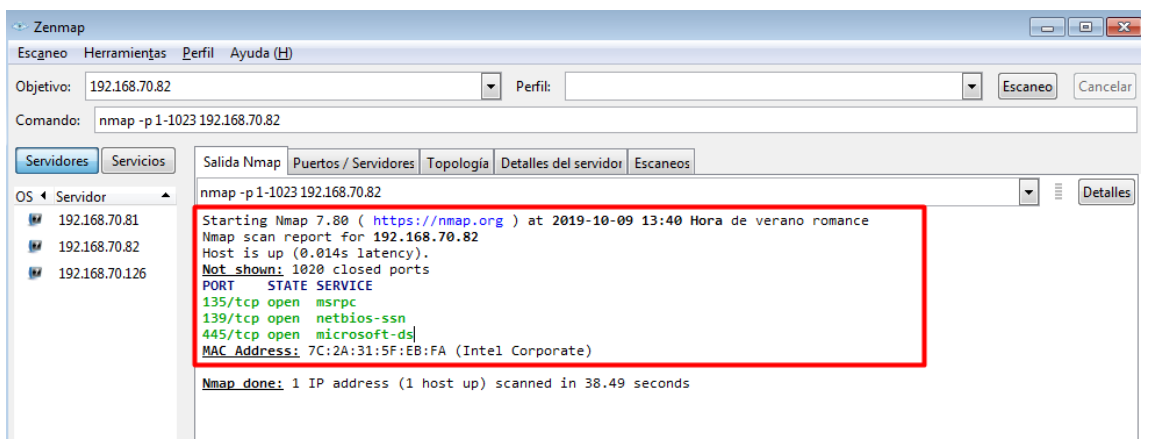 Zenmap
Escaneo Herramientas Perfil Ayuda (H)
Objetivo: 192.168.70.82 Perfil: Escaneo Cancelar
Comando: nmap -p 1-1023 192.168.70.82
Servidores Servicios Salida Nmap Puertos / Servidores Topología Detalles del servidor Escaneos
OS Servidor nmap -p 1-1023 192.168.70.82 Detalles
192.168.70.81
192.168.70.82
192.168.70.126
Starting Nmap 7.80 ( https://nmap.org ) at 2019-10-09 13:40 Hora de verano romance
Nmap scan report for 192.168.70.82
Host is up (0.014s latency).
Not shown: 1020 closed ports
PORT STATE SERVICE
135/tcp open msrpc
139/tcp open netbios-ssn
445/tcp open microsoft-ds
MAC Address: 7C:2A:31:5F:EB:FA (Intel Corporate)
Nmap done: 1 IP address (1 host up) scanned in 38.49 seconds